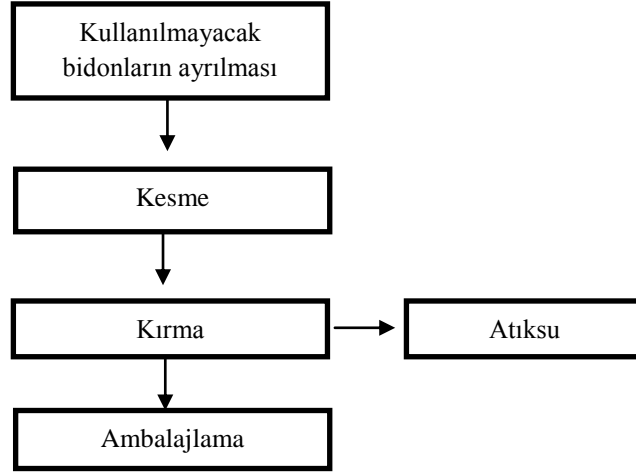 Kullanılmayacak
bidonların ayrılması
Kesme
Kırma
Atıksu
Ambalajlama